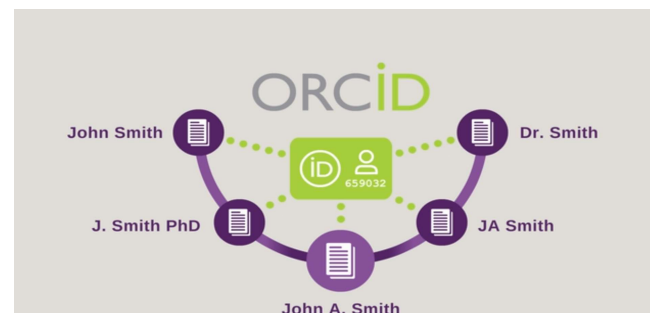 ORCiD
John Smith
Dr. Smith
iD
659032
J. Smith PhD
JA Smith
John A. Smith